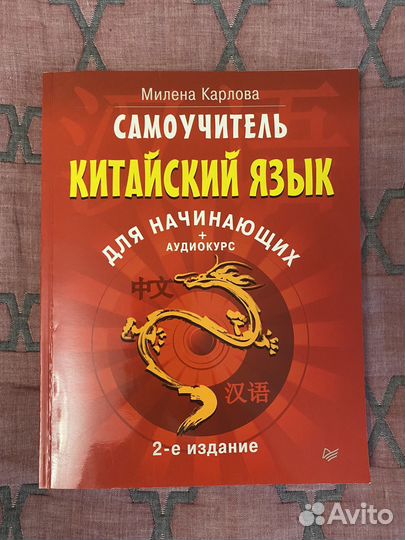 Милена Карлова
САМОУЧИТЕЛЬ
КИТАЙСКИЙ ЯЗЫК
ДЛЯ НАЧИНАЮЩИХ
+
АУДИОКУРС
中文
汉语
2-е издание
Avito